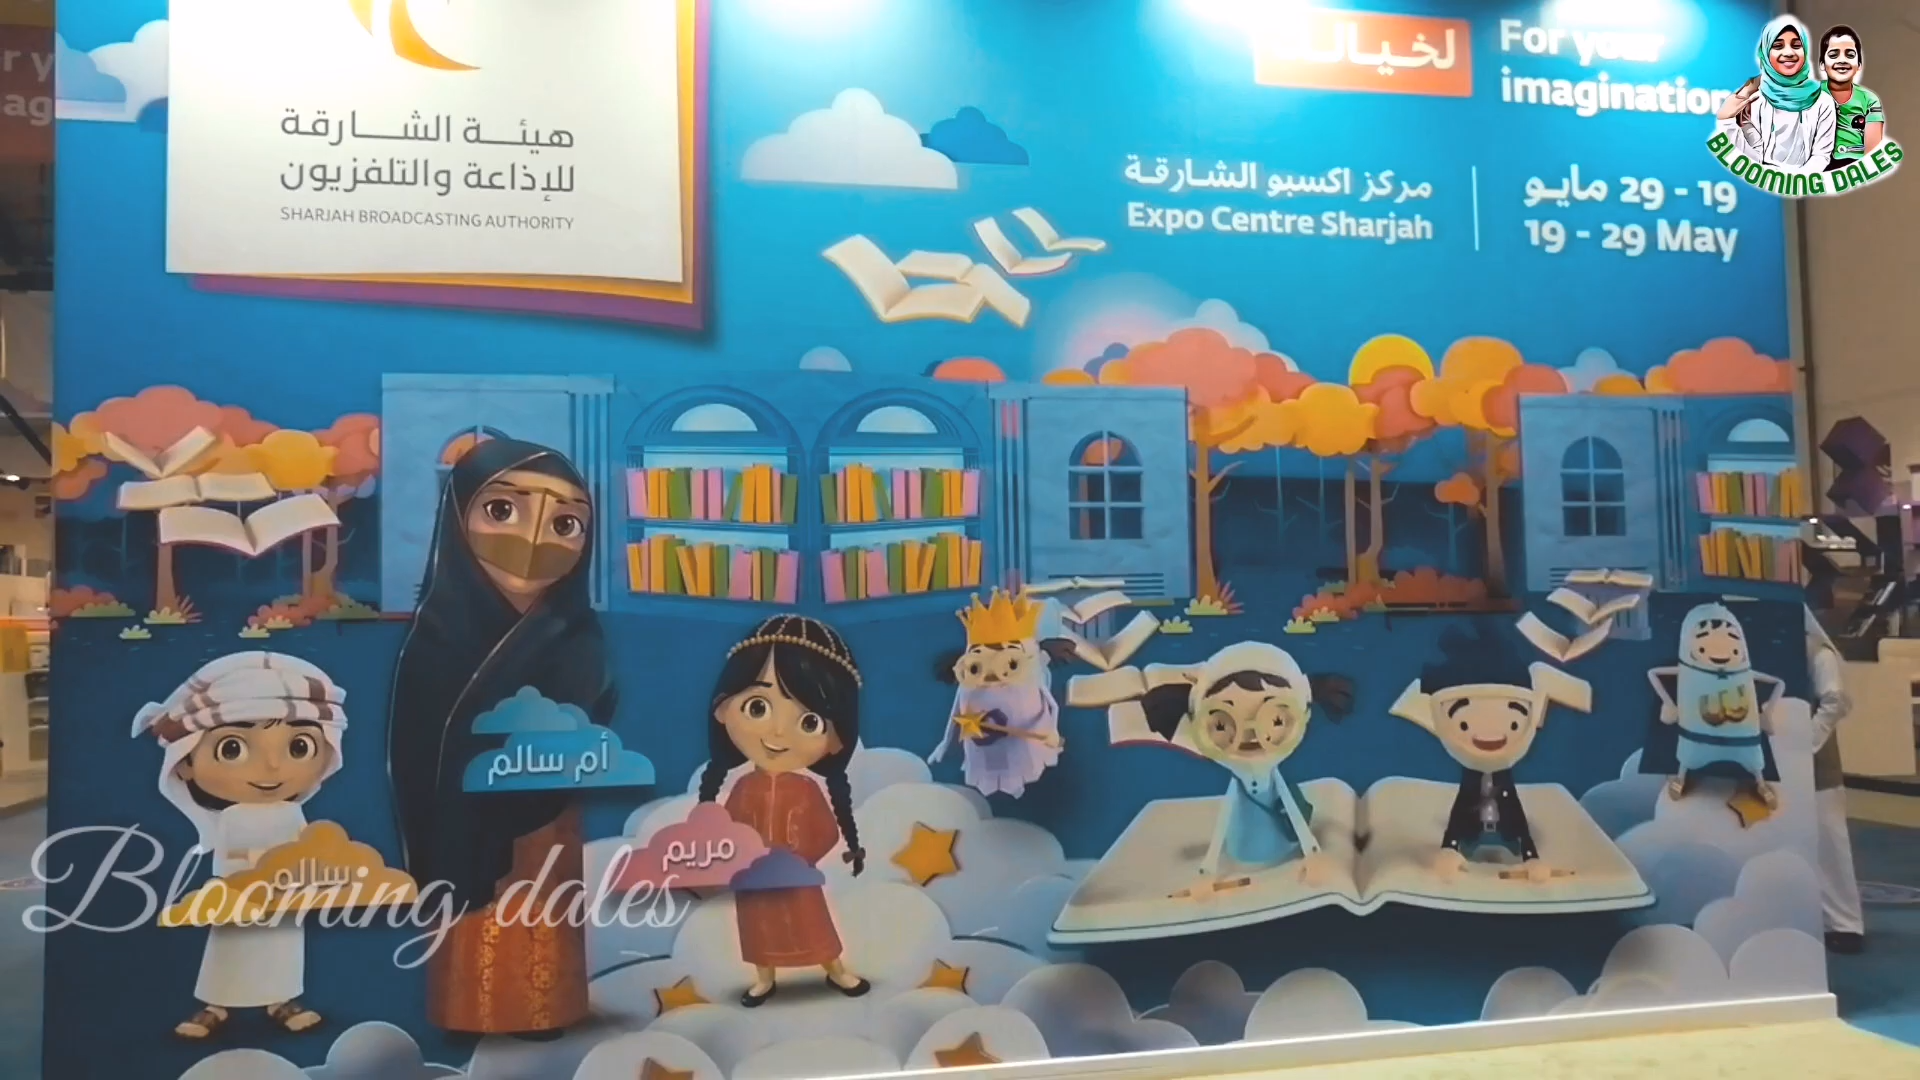 هيئة الشارقة
للإذاعة والتلفزيون
SHARJAH BROADCASTING AUTHORITY
For your
imagination
مركز اكسبو الشارقة
Expo Centre Sharjah
19 - 29 مايو
19 - 29 May
BLOOMING DALES
أم سالم
مريم
سالم
Blooming dales